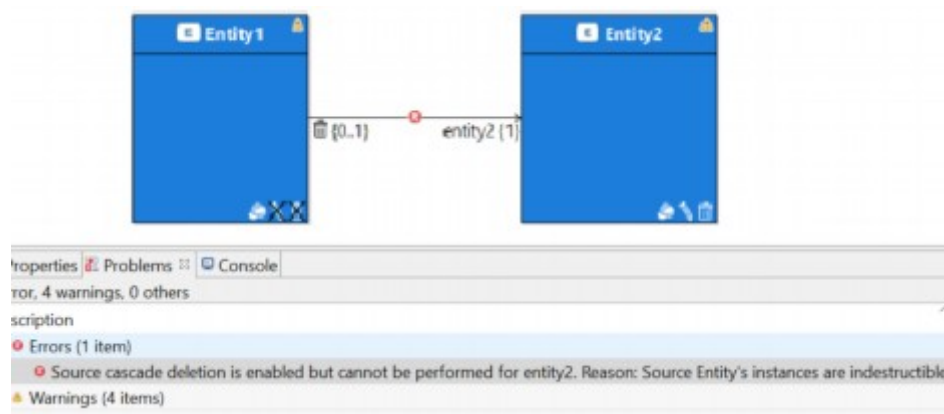 E Entity1
E Entity2
{0..1}
entity2 {1}
roperties Problems Console
ror, 4 warnings, 0 others
scription
Errors (1 item)
Source cascade deletion is enabled but cannot be performed for entity2. Reason: Source Entity's instances are indestructible
Warnings (4 items)